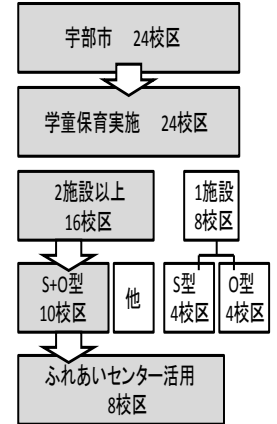 宇部市　24校区
学童保育実施　24校区
2施設以上
16校区
1施設
8校区
S+O型
10校区
他
S型
4校区
O型
4校区
ふれあいセンター活用
8校区